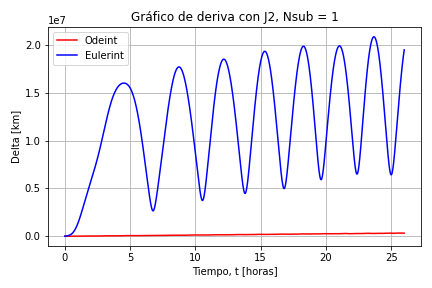 Gráfico de deriva con J2, Nsub = 1
1e7
Odeint
Eulerint
2.0
1.5
1.0
0.5
0.0
Delta [km]
0 5 10 15 20 25
Tiempo, t [horas]